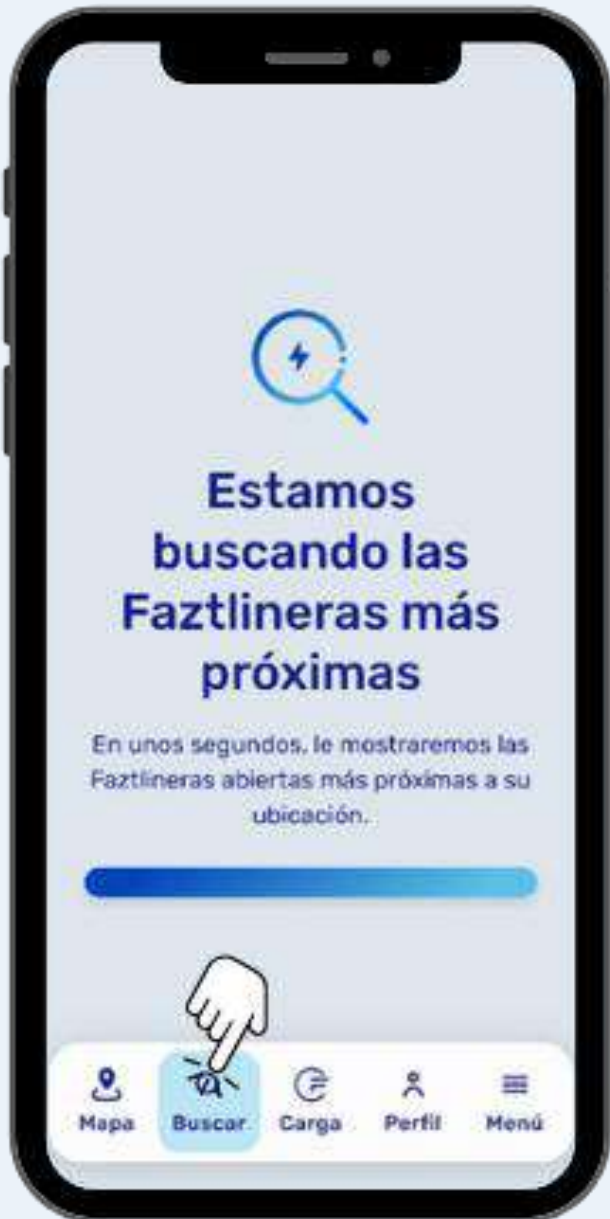 Estamos
buscando las
Faztlineras más
próximas
En unos segundos, le mostraremos las
Faztlineras abiertas más próximas a su
ubicación.
Mapa Buscar Carga Perfil Menú